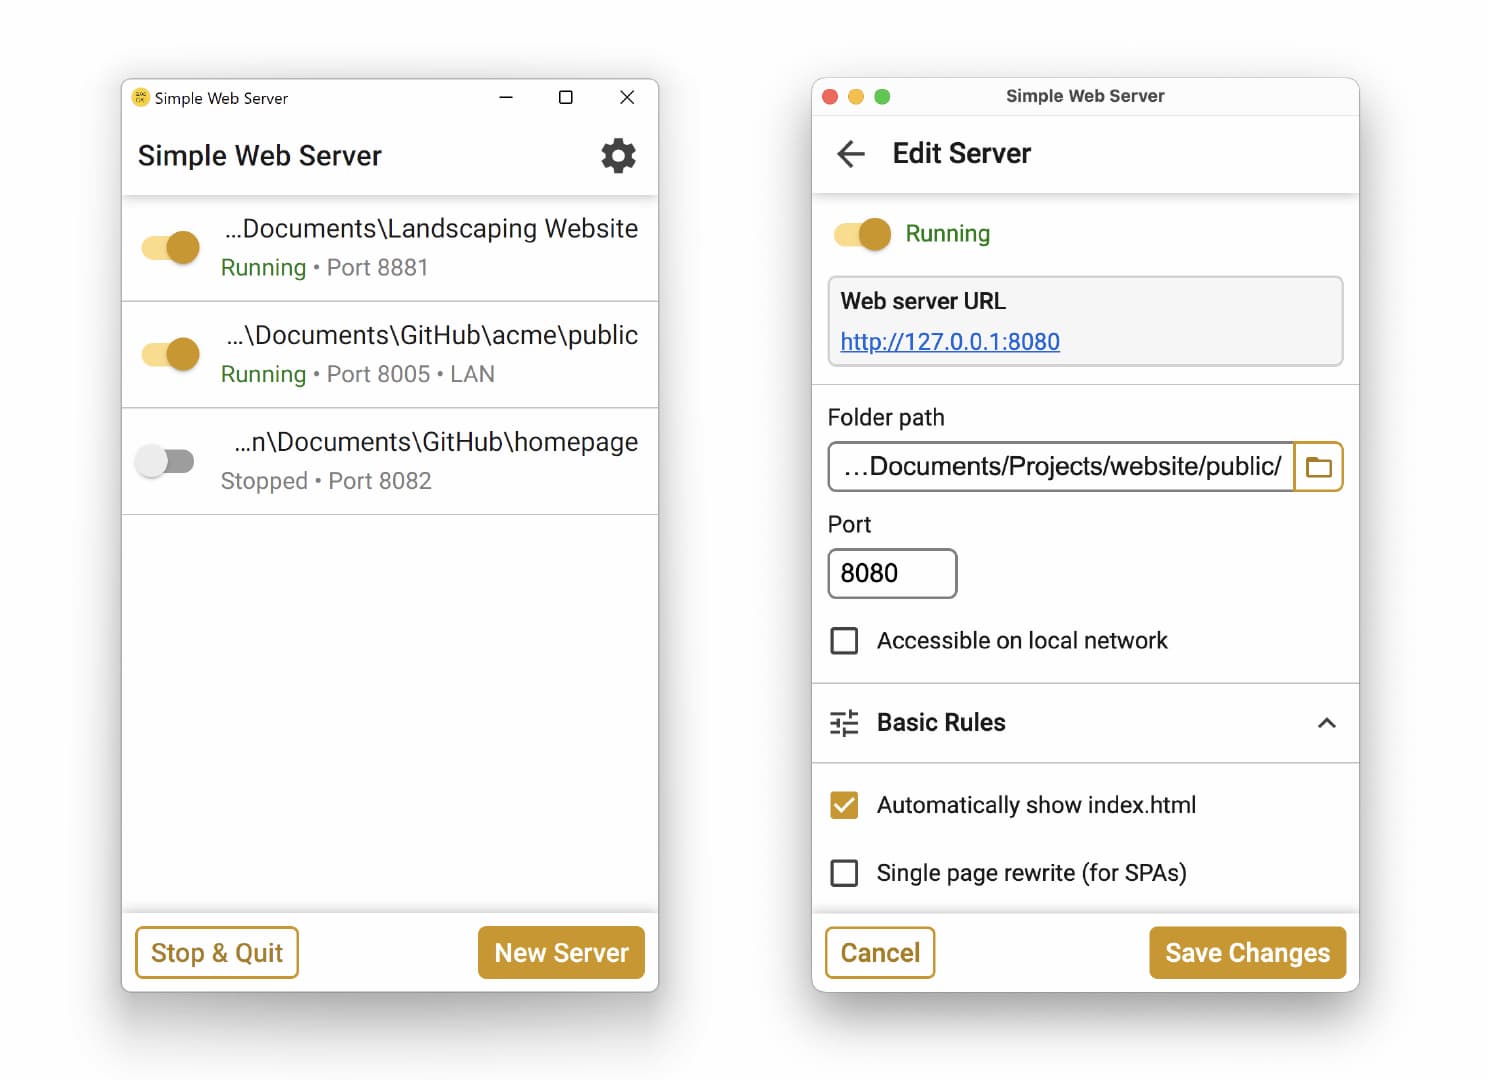 Simple Web Server
Simple Web Server
...Documents\Landscaping Website
Running • Port 8881
...\Documents\GitHub\acme\public
Running • Port 8005 • LAN
...n\Documents\GitHub\homepage
Stopped • Port 8082
Stop & Quit
New Server
Simple Web Server
Edit Server
Running
Web server URL
http://127.0.0.1:8080
Folder path
...Documents/Projects/website/public/
Port
8080
Accessible on local network
Basic Rules
Automatically show index.html
Single page rewrite (for SPAs)
Cancel
Save Changes